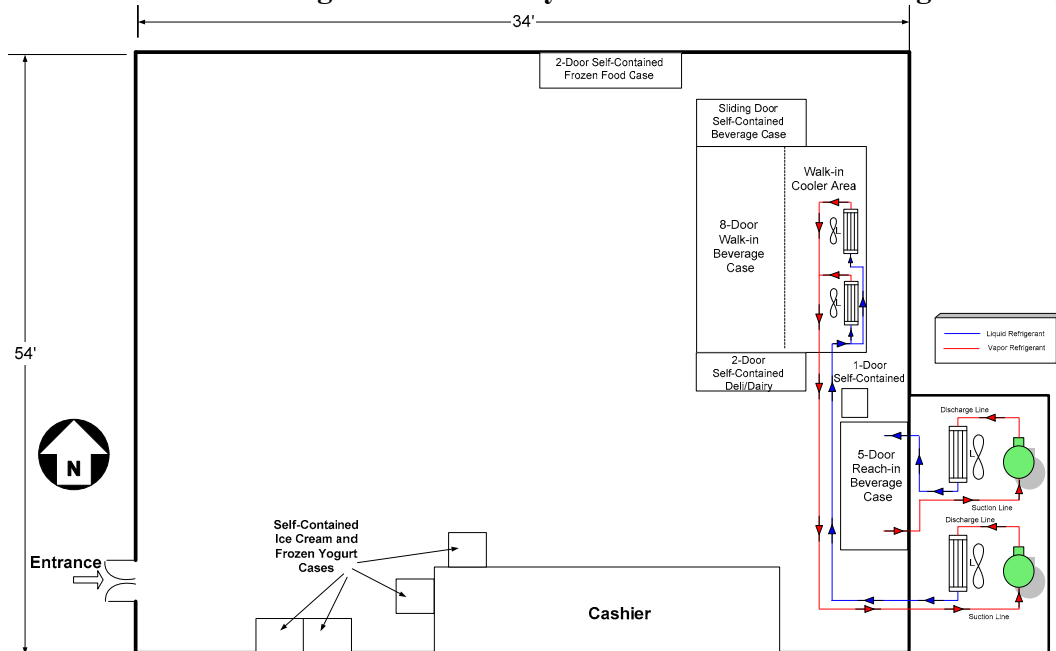 34'
2-Door Self-Contained
Frozen Food Case
Sliding Door
Self-Contained
Beverage Case
Walk-in
Cooler Area
8-Door
Walk-in
Beverage
Case
54'
Liquid Refrigerant
Vapor Refrigerant
2-Door
Self-Contained
Deli/Dairy
1-Door
Self-Contained
Discharge Line
N
5-Door
Reach-in
Beverage
Case
Suction Line
Discharge Line
Self-Contained
Ice Cream and
Frozen Yogurt
Cases
Entrance
Cashier
Suction Line